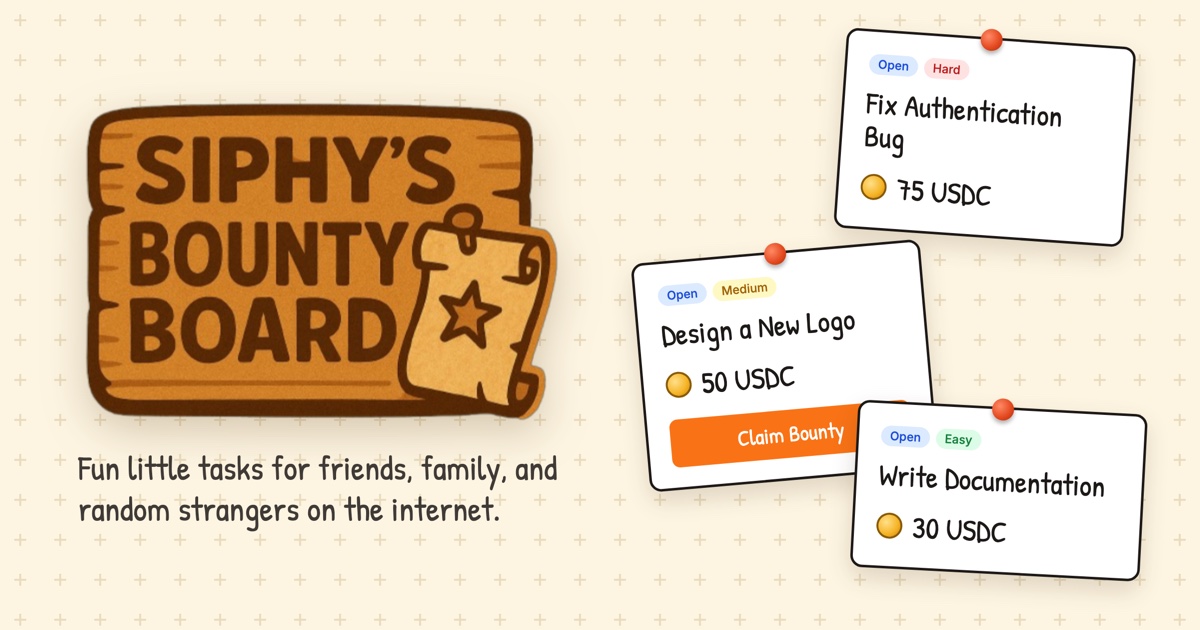 SIPHY'S
BOUNTY
BOARD
Fun little tasks for friends, family, and
random strangers on the internet.
Open Hard
Fix Authentication
Bug
75 USDC
Open Medium
Design a New Logo
50 USDC
Claim Bounty
Open Easy
Write Documentation
30 USDC